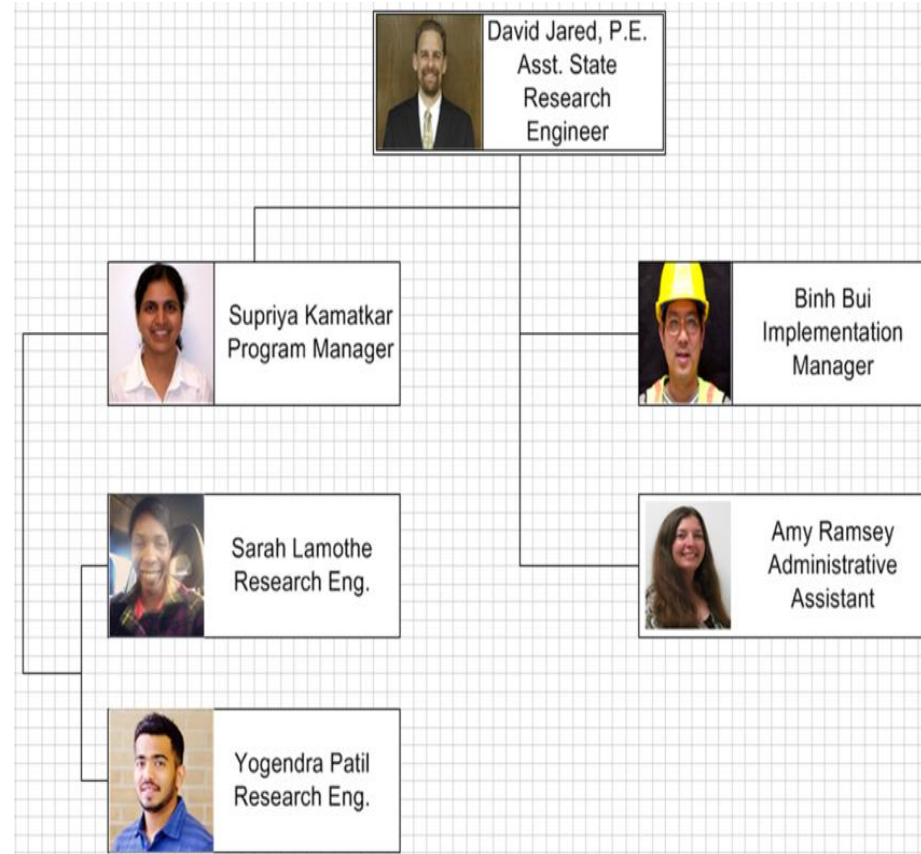 David Jared, P.E.
Asst. State
Research
Engineer
Supriya Kamatkar
Program Manager
Binh Bui
Implementation
Manager
Sarah Lamothe
Research Eng.
Amy Ramsey
Administrative
Assistant
Yogendra Patil
Research Eng.